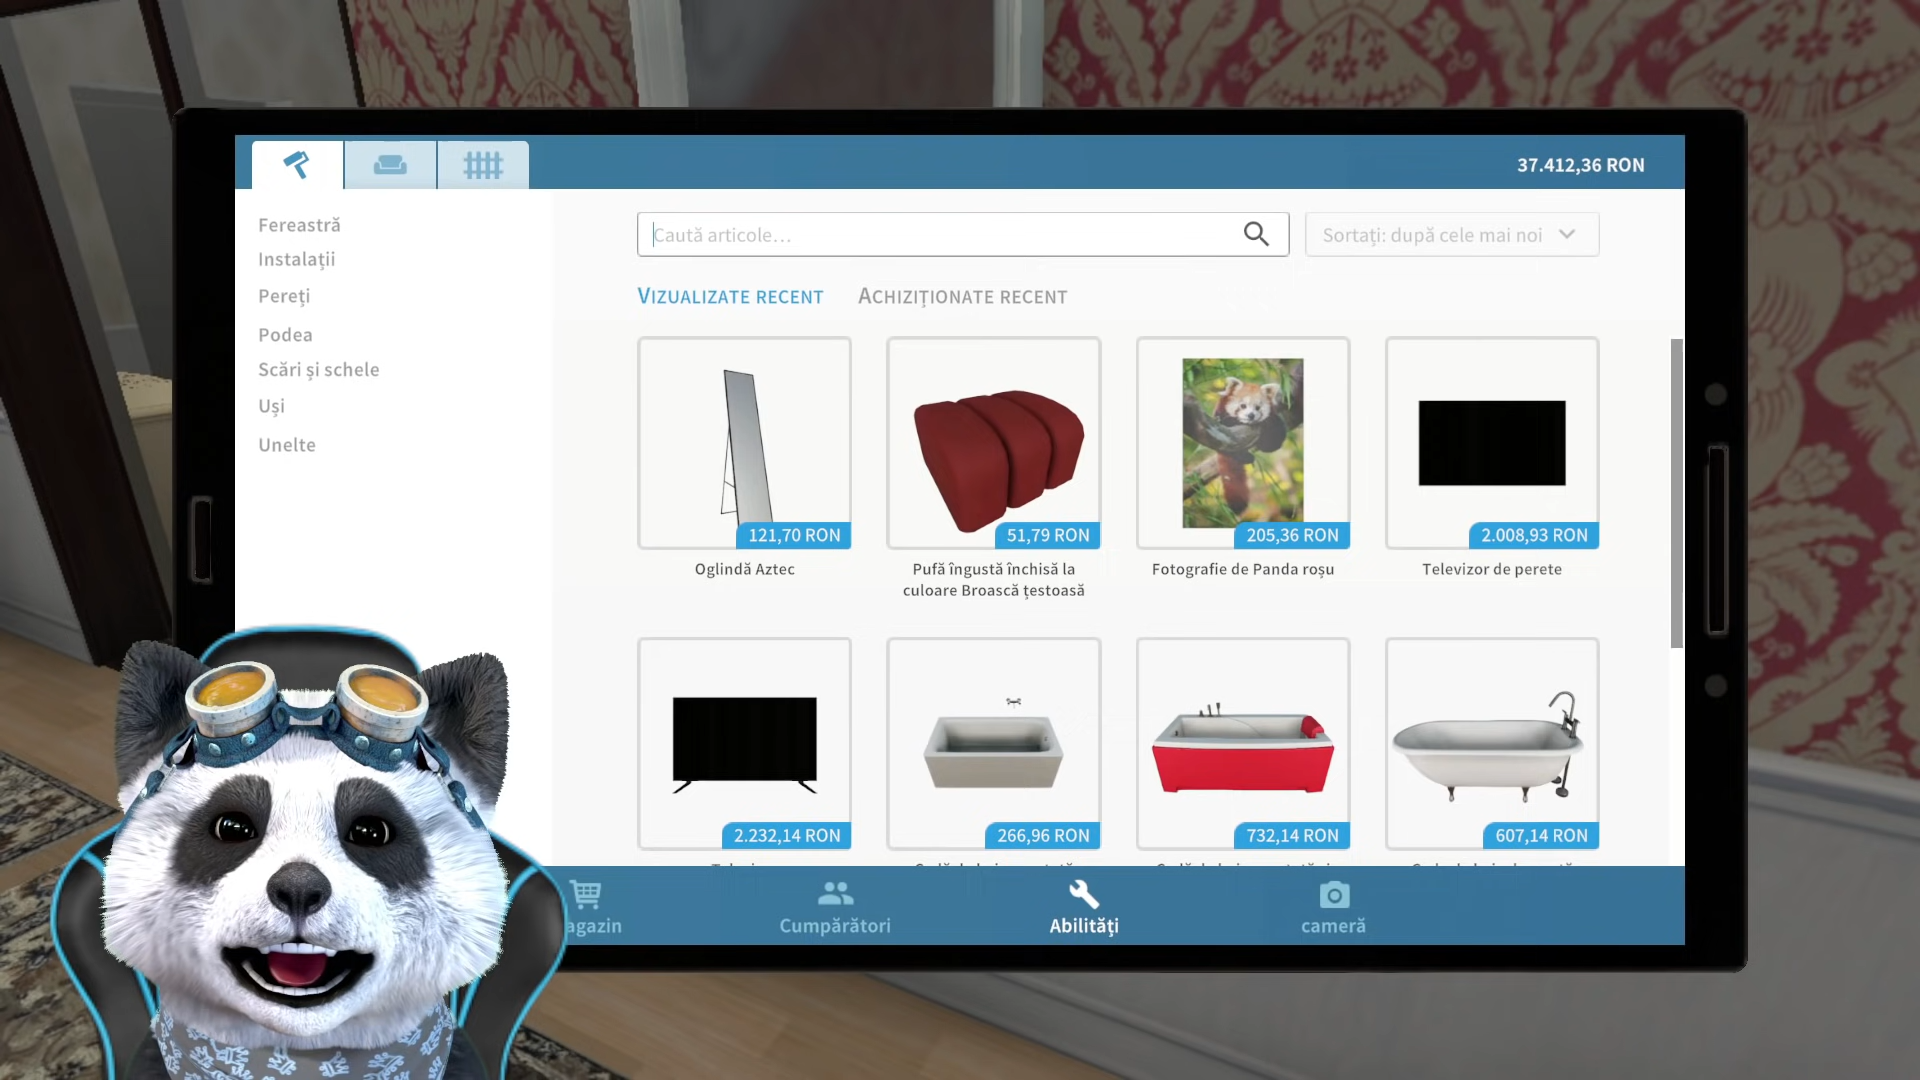 37.412,36 RON
Fereastră
Instalații
Pereți
Podea
Scări și schele
Uși
Unelte
Caută articole...
Sortați: după cele mai noi
VIZUALIZATE RECENT
ACHIZIȚIONATE RECENT
121,70 RON
51,79 RON
205,36 RON
2.008,93 RON
Oglindă Aztec
Pufă îngustă închisă la
culoare Broască țestoasă
Fotografie de Panda roșu
Televizor de perete
2.232,14 RON
266,96 RON
732,14 RON
607,14 RON
agazin
Cumpărători
Abilități
cameră